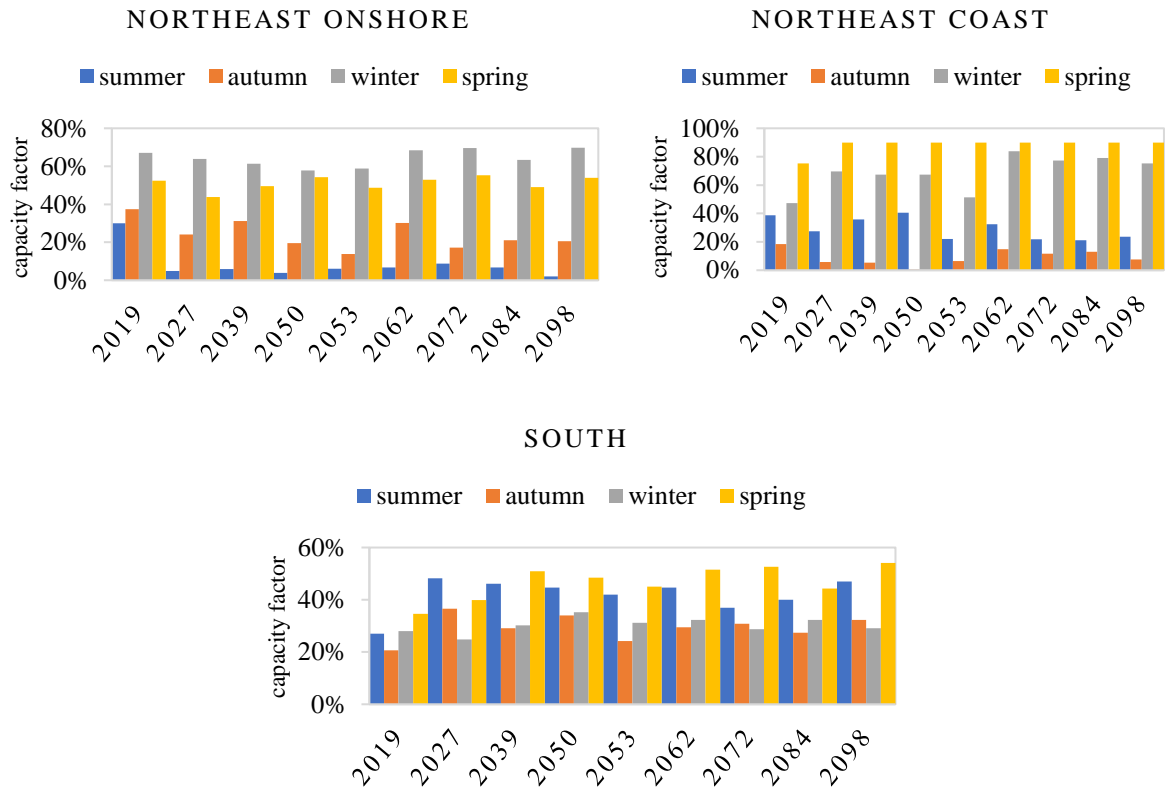 NORTHEAST ONSHORE
summer autumn winter spring
capacity factor
80%
60%
40%
20%
0%
2019 2027 2039 2050 2053 2062 2072 2084 2098
NORTHEAST COAST
summer autumn winter spring
capacity factor
100%
80%
60%
40%
20%
0%
2019 2027 2039 2050 2053 2062 2072 2084 2098
SOUTH
summer autumn winter spring
capacity factor
60%
40%
20%
0%
2019 2027 2039 2050 2053 2062 2072 2084 2098